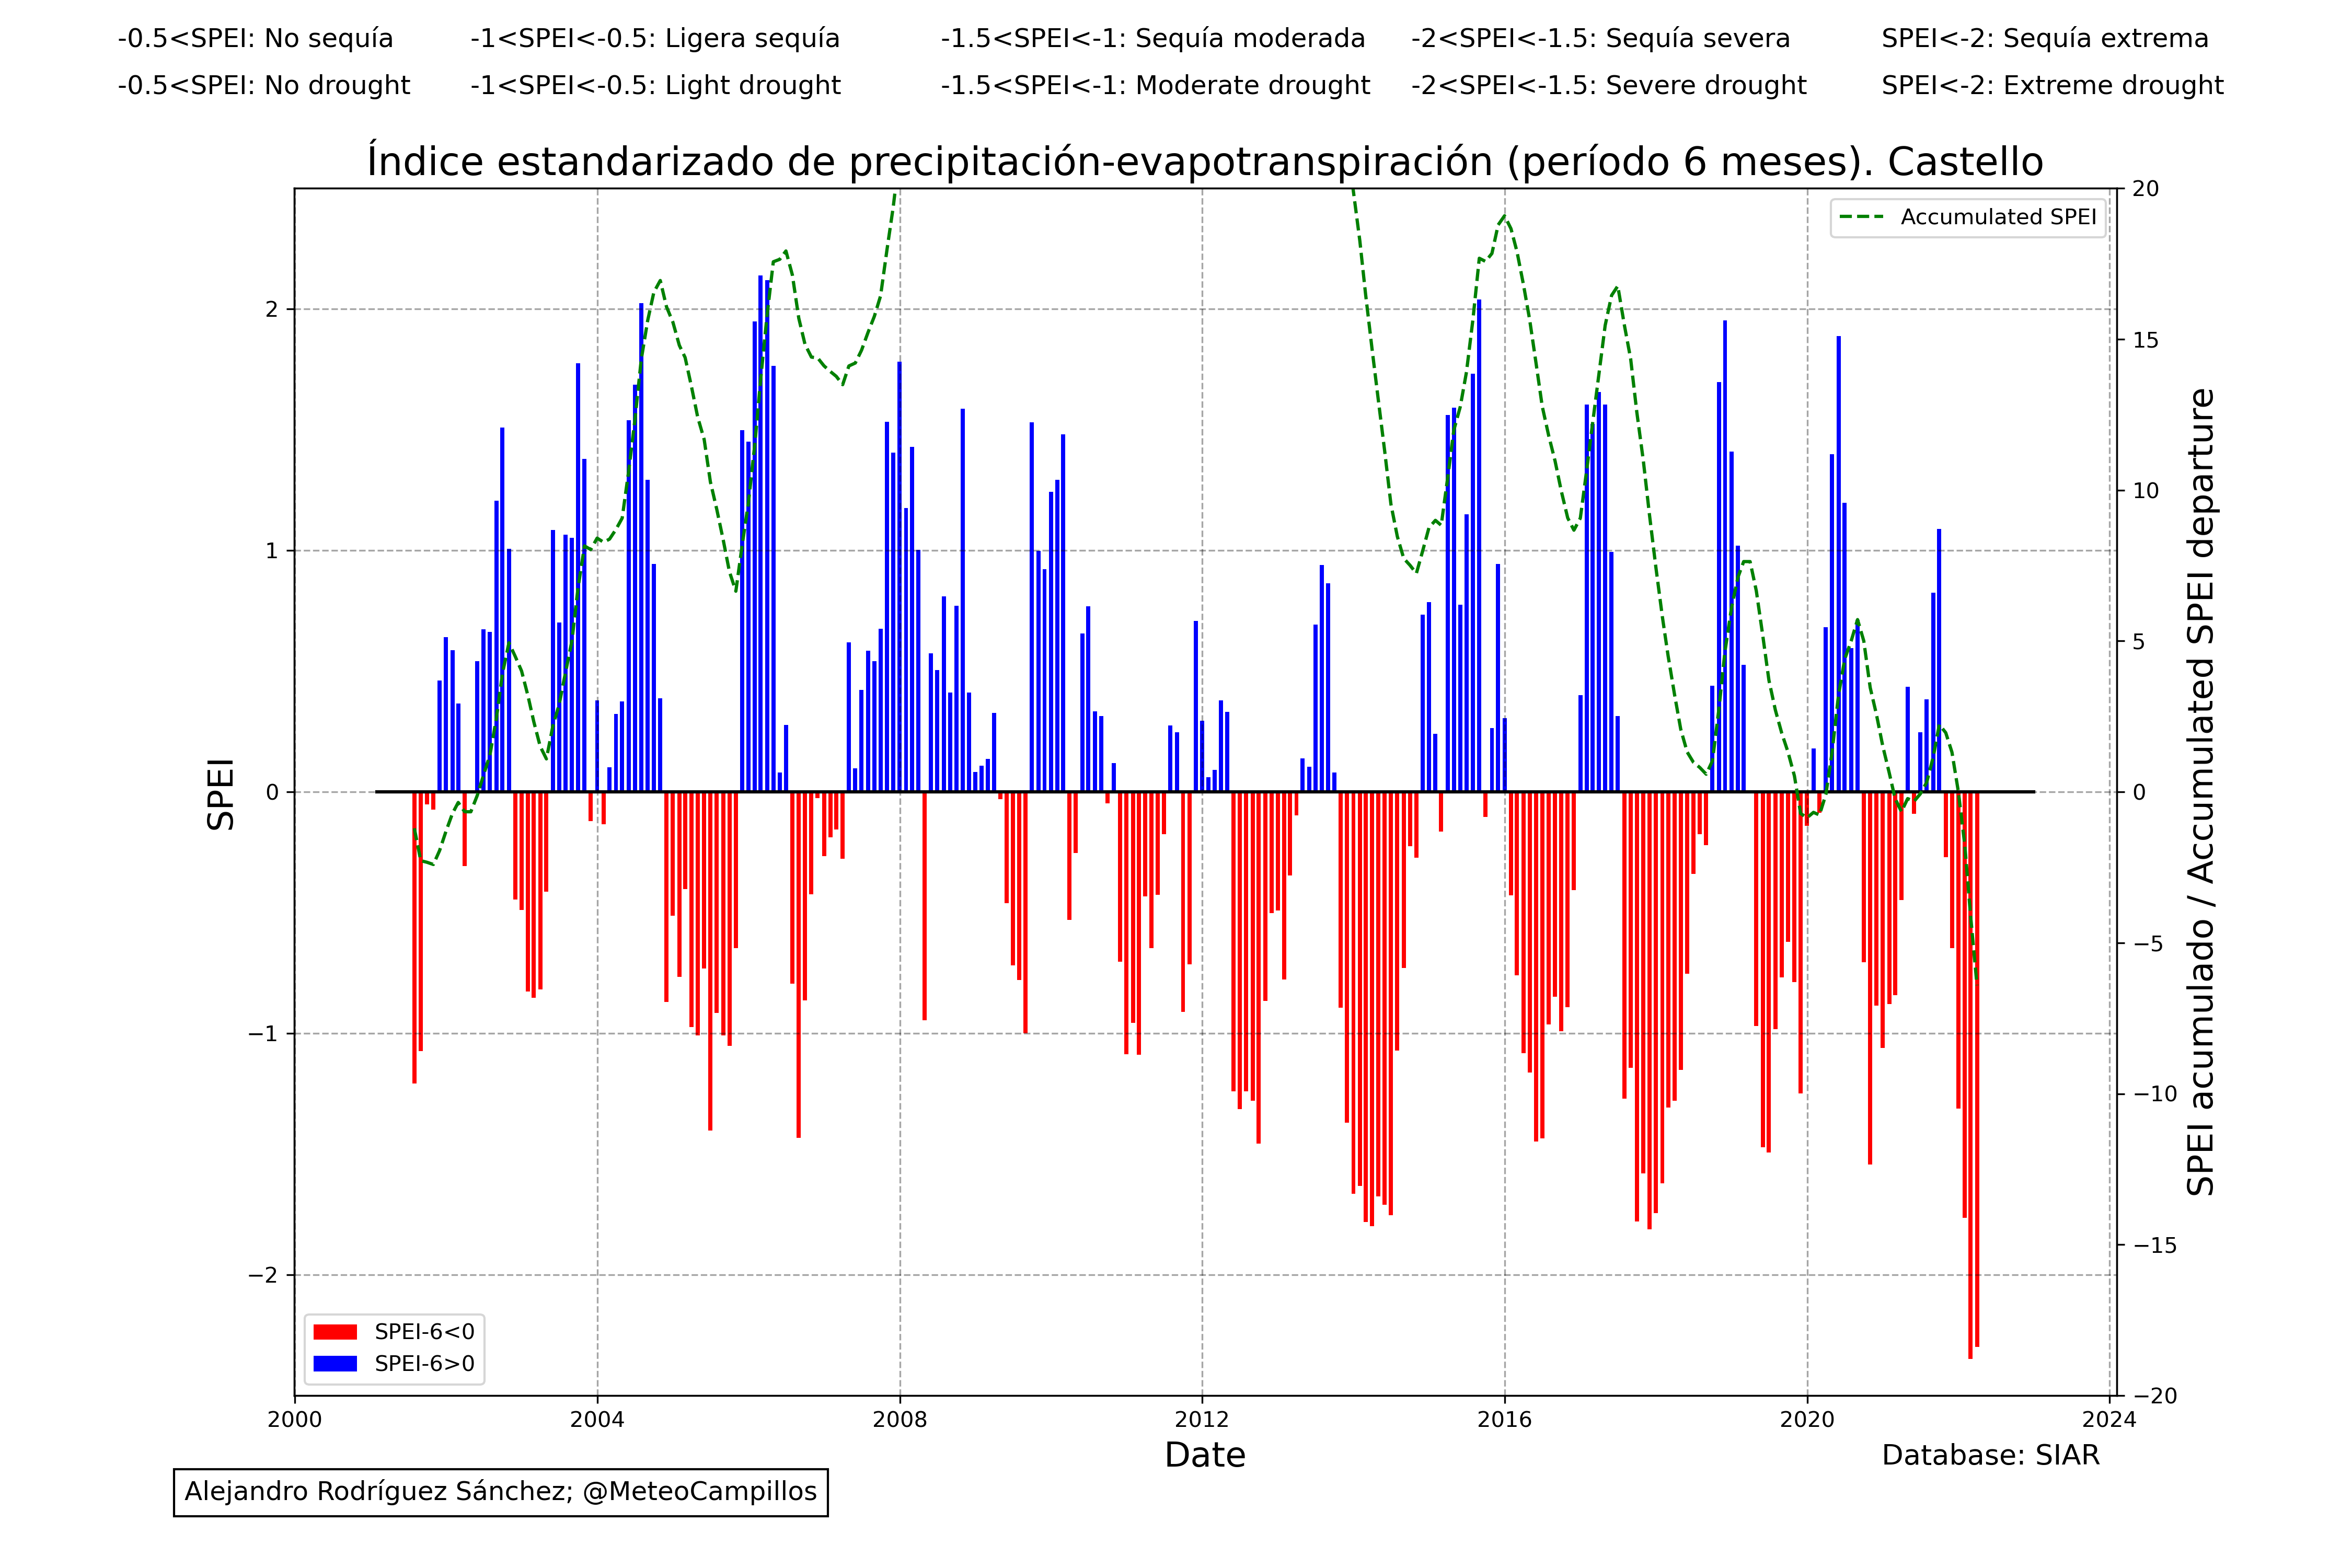 -0.5<SPEI: No sequía -1<SPEI<-0.5: Ligera sequía -1.5<SPEI<-1: Sequía moderada -2<SPEI<-1.5: Sequía severa SPEI<-2: Sequía extrema
-0.5<SPEI: No drought -1<SPEI<-0.5: Light drought -1.5<SPEI<-1: Moderate drought -2<SPEI<-1.5: Severe drought SPEI<-2: Extreme drought
Índice estandarizado de precipitación-evapotranspiración (período 6 meses). Castello
Accumulated SPEI
2
1
0
−1
−2
SPEI
20
15
10
5
0
−5
−10
−15
−20
SPEI acumulado / Accumulated SPEI departure
SPEI-6<0
SPEI-6>0
2000 2004 2008 2012 2016 2020 2024
Date
Database: SIAR
Alejandro Rodríguez Sánchez; @MeteoCampillos